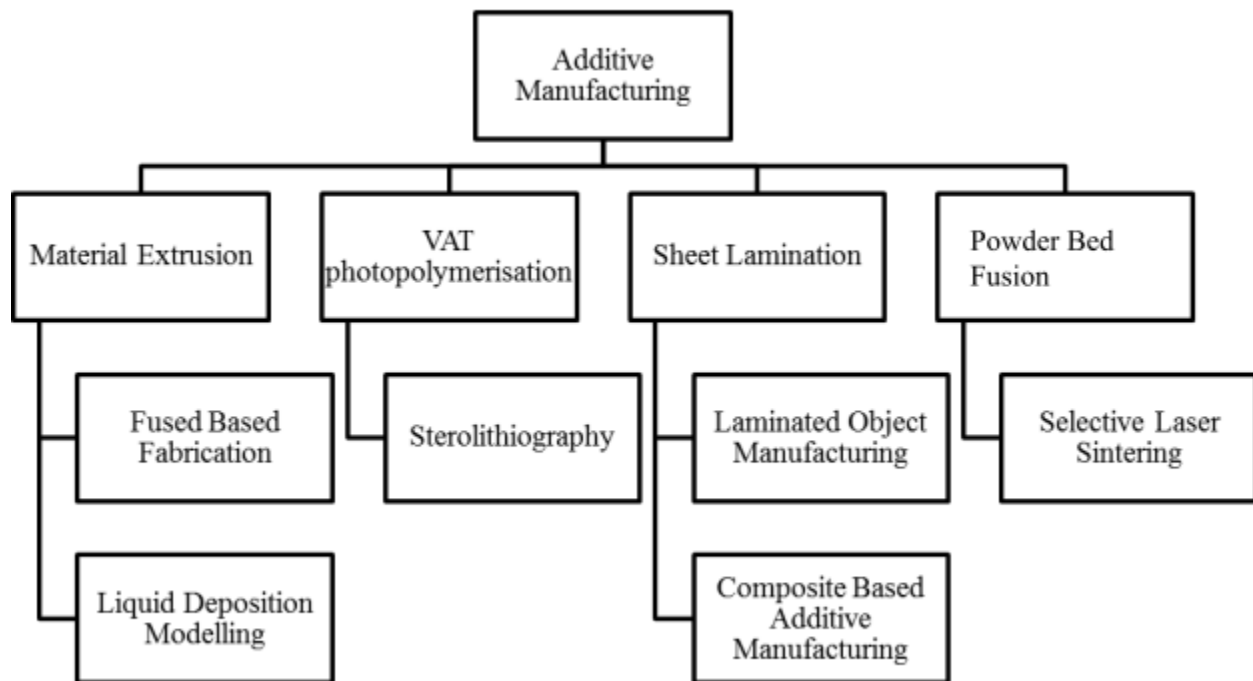 Additive
Manufacturing
Material Extrusion
VAT
photopolymerisation
Sheet Lamination
Powder Bed
Fusion
Fused Based
Fabrication
Sterolithiography
Laminated Object
Manufacturing
Selective Laser
Sintering
Liquid Deposition
Modelling
Composite Based
Additive
Manufacturing